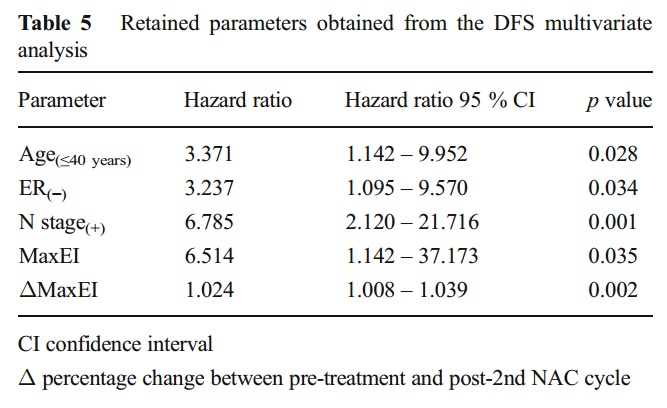 Table 5 Retained parameters obtained from the DFS multivariate
analysis
Parameter Hazard ratio Hazard ratio 95 % CI p value
Age(≤40 years) 3.371 1.142 – 9.952 0.028
ER(−) 3.237 1.095 – 9.570 0.034
N stage(+) 6.785 2.120 – 21.716 0.001
MaxEI 6.514 1.142 – 37.173 0.035
ΔMaxEI 1.024 1.008 – 1.039 0.002
CI confidence interval
Δ percentage change between pre-treatment and post-2nd NAC cycle